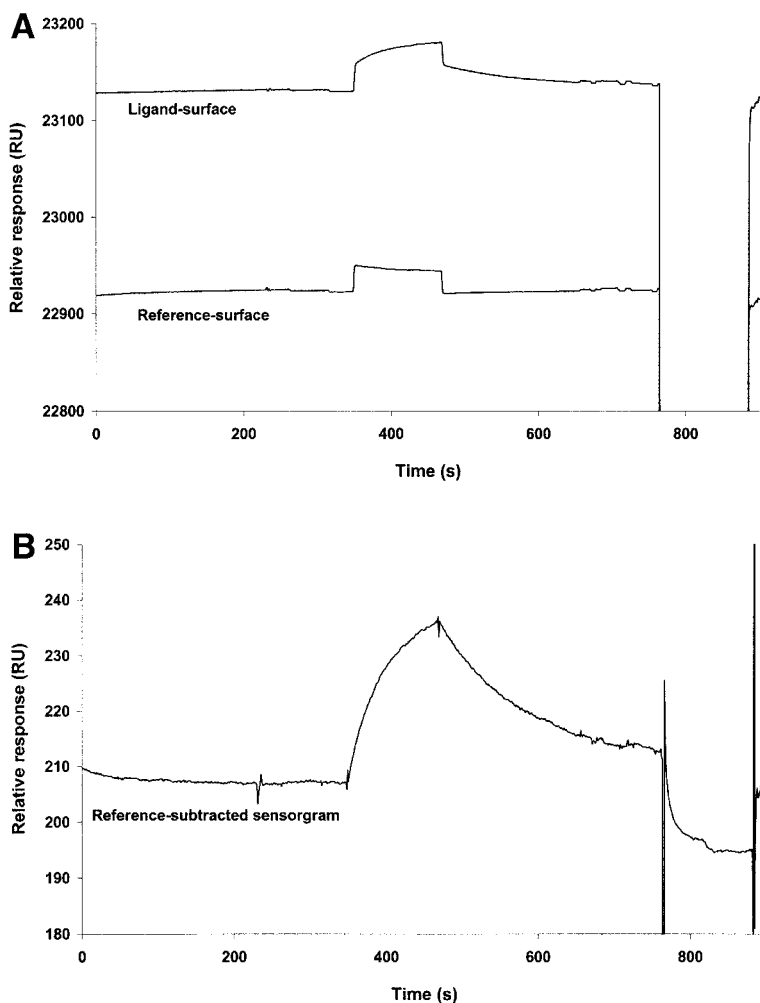 A
23200
23100
23000
22900
22800
Relative response (RU)
Ligand-surface
Reference-surface
0 200 400 600 800
Time (s)
B
250
240
230
220
210
200
190
180
Relative response (RU)
Reference-subtracted sensorgram
0 200 400 600 800
Time (s)